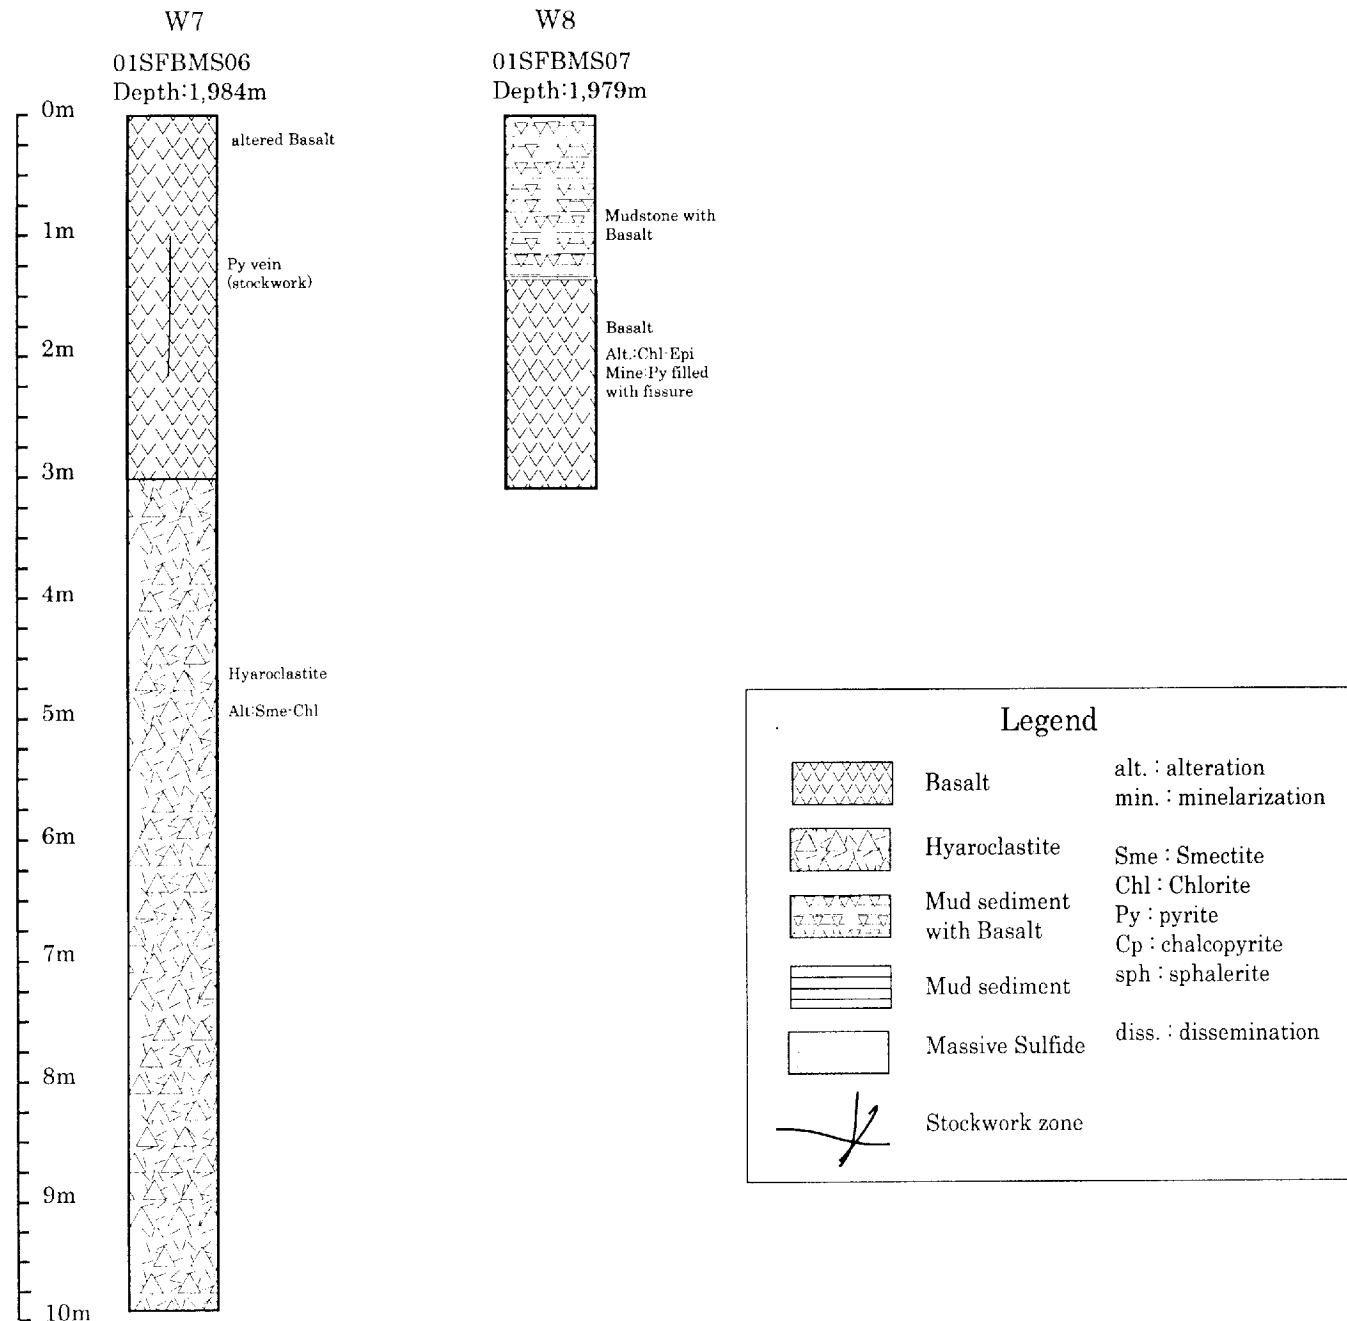 W7
01SFBMS06
Depth:1,984m
W8
01SFBMS07
Depth:1,979m
0m
1m
2m
3m
4m
5m
6m
7m
8m
9m
10m
altered Basalt
Py vein
(stockwork)
Hyaroclastite
Alt:Sme-Chl
Mudstone with
Basalt
Basalt
Alt.:Chl-Epi
Mine:Py filled
with fissure
Legend
Basalt
Hyaroclastite
Mud sediment
with Basalt
Mud sediment
Massive Sulfide
Stockwork zone
alt. : alteration
min. : minelarization
Sme : Smectite
Chl : Chlorite
Py : pyrite
Cp : chalcopyrite
sph : sphalerite
diss. : dissemination